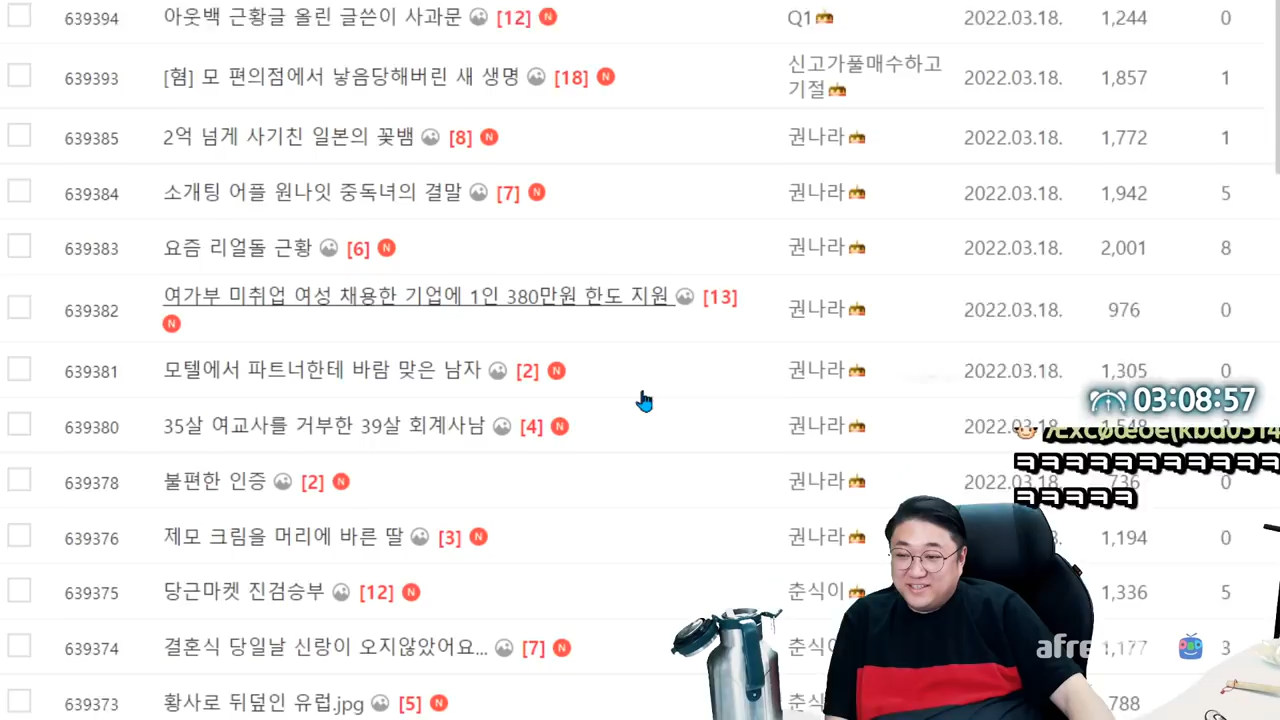 639394 아웃백 근황글 올린 글쓴이 사과문 [12] N Q1 2022.03.18. 1,244 0
639393 [혐] 모 편의점에서 낳음당해버린 새 생명 [18] N 신고가풀매수하고 2022.03.18. 1,857 1
기절
639385 2억 넘게 사기친 일본의 꽃뱀 [8] N 권나라 2022.03.18. 1,772 1
639384 소개팅 어플 원나잇 중독녀의 결말 [7] N 권나라 2022.03.18. 1,942 5
639383 요즘 리얼돌 근황 [6] N 권나라 2022.03.18. 2,001 8
639382 여가부 미취업 여성 채용한 기업에 1인 380만원 한도 지원 [13] 권나라 2022.03.18. 976 0
N
639381 모텔에서 파트너한테 바람 맞은 남자 [2] N 권나라 2022.03.18. 1,305 0
03:08:57
639380 35살 여교사를 거부한 39살 회계사남 [4] N 권나라
ㅋㅋㅋㅋㅋㅋㅋㅋㅋㅋㅋ
639378 불편한 인증 [2] N 권나라 2022.03.18. 736 0
ㅋㅋㅋㅋㅋ
639376 제모 크림을 머리에 바른 딸 [3] N 권나라 1,194 0
639375 당근마켓 진검승부 [12] N 춘식이 1,336 5
639374 결혼식 당일날 신랑이 오지않았어요... [7] N 춘식 afre 1,177 3
639373 황사로 뒤덮인 유럽.jpg [5] N 춘식 788